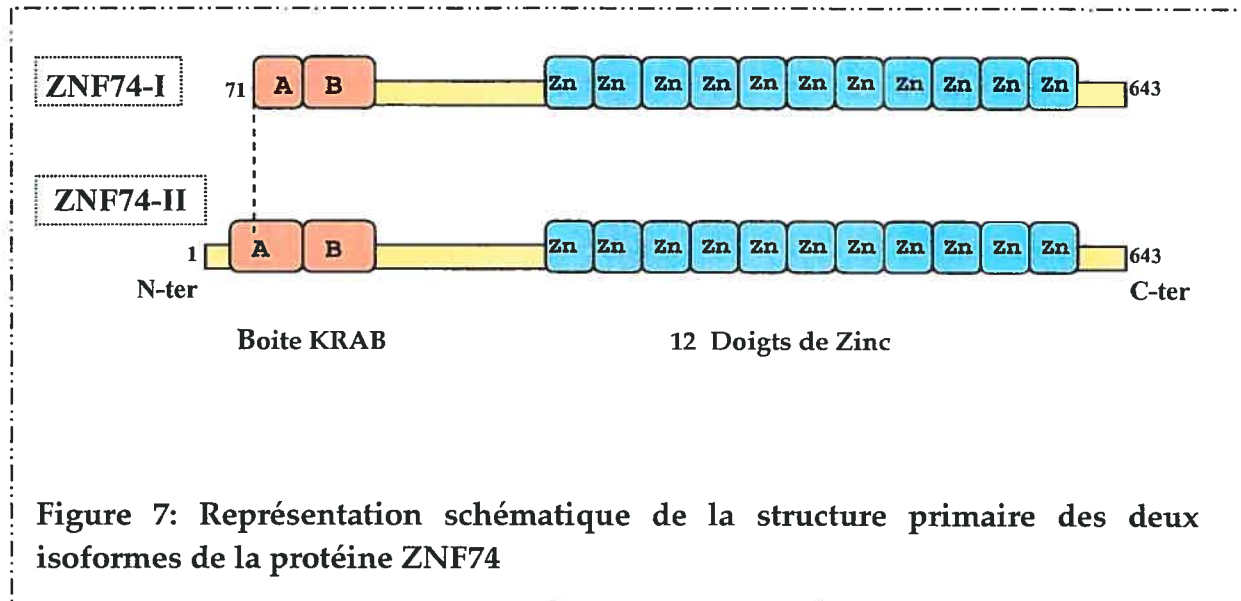 ZNF74-I 71 A B Zn Zn Zn Zn Zn Zn Zn Zn Zn Zn Zn 643
ZNF74-II
1 A B Zn Zn Zn Zn Zn Zn Zn Zn Zn Zn Zn 643
N-ter C-ter
Boite KRAB 12 Doigts de Zinc
Figure 7: Représentation schématique de la structure primaire des deux
isoformes de la protéine ZNF74